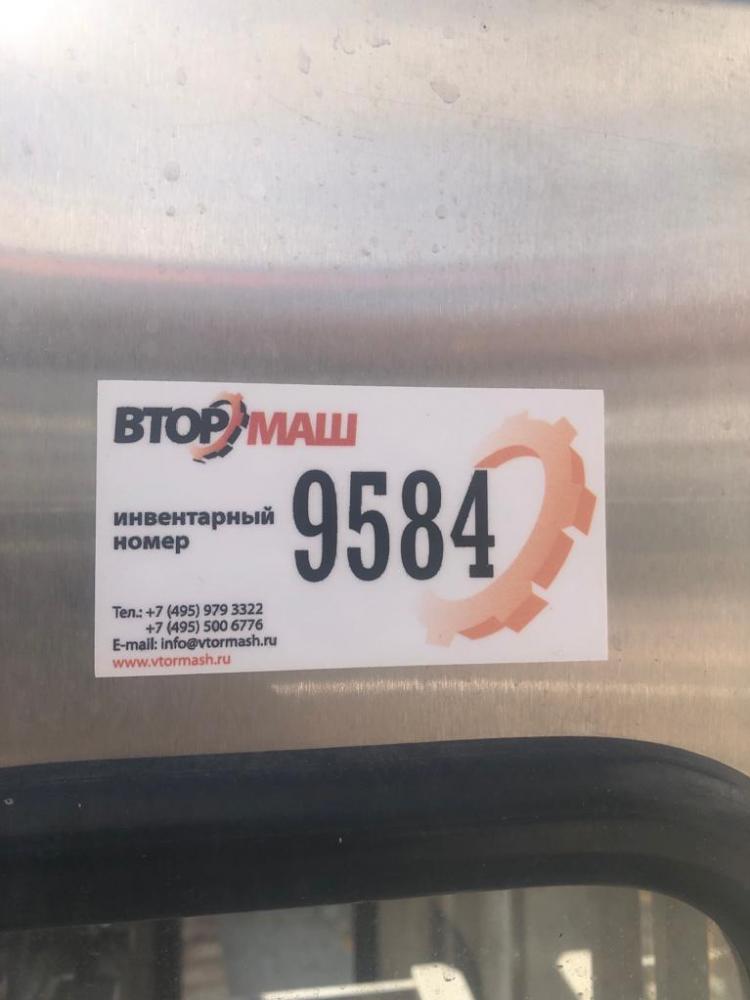 ВТОРМАШ
инвентарный
номер
9584
Тел.: +7 (495) 979 3322
+7 (495) 500 6776
E-mail: info@vtormash.ru
www.vtormash.ru